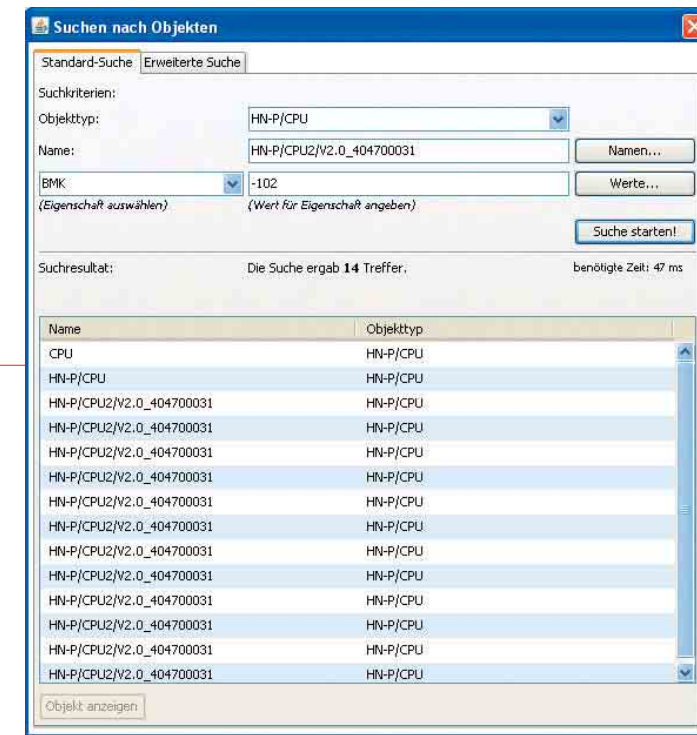 Suchen nach Objekten
Standard-Suche Erweiterte Suche
Suchkriterien:
Objekttyp: HN-P/CPU
Name: HN-P/CPU2/V2.0_404700031 Namen...
BMK -102 Werte...
(Eigenschaft auswählen) (Wert für Eigenschaft angeben)
Suche starten!
Suchresultat: Die Suche ergab 14 Treffer. benötigte Zeit: 47 ms
Name Objekttyp
CPU HN-P/CPU
HN-P/CPU HN-P/CPU
HN-P/CPU2/V2.0_404700031 HN-P/CPU
HN-P/CPU2/V2.0_404700031 HN-P/CPU
HN-P/CPU2/V2.0_404700031 HN-P/CPU
HN-P/CPU2/V2.0_404700031 HN-P/CPU
HN-P/CPU2/V2.0_404700031 HN-P/CPU
HN-P/CPU2/V2.0_404700031 HN-P/CPU
HN-P/CPU2/V2.0_404700031 HN-P/CPU
HN-P/CPU2/V2.0_404700031 HN-P/CPU
HN-P/CPU2/V2.0_404700031 HN-P/CPU
HN-P/CPU2/V2.0_404700031 HN-P/CPU
HN-P/CPU2/V2.0_404700031 HN-P/CPU
HN-P/CPU2/V2.0_404700031 HN-P/CPU
Objekt anzeigen